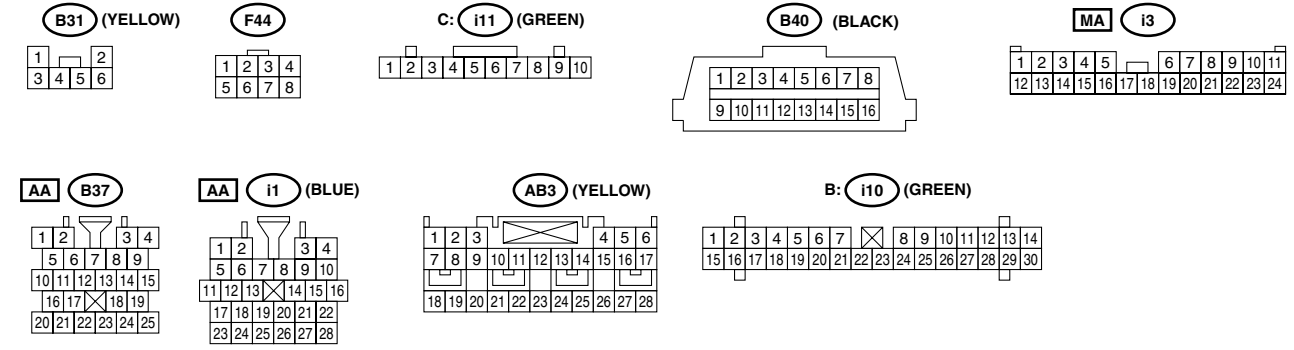 B31 (YELLOW) F44 C: i11 (GREEN) B40 (BLACK) MA i3
1 2
3 4 5 6
1 2 3 4
5 6 7 8
1 2 3 4 5 6 7 8 9 10
1 2 3 4 5 6 7 8
9 10 11 12 13 14 15 16
1 2 3 4 5 6 7 8 9 10 11
12 13 14 15 16 17 18 19 20 21 22 23 24
AA B37 AA i1 (BLUE) AB3 (YELLOW) B: i10 (GREEN)
1 2 3 4
5 6 7 8 9
10 11 12 13 14 15
16 17 18 19
20 21 22 23 24 25
1 2 3 4
5 6 7 8 9 10
11 12 13 14 15 16
17 18 19 20 21 22
23 24 25 26 27 28
1 2 3 4 5 6
7 8 9 10 11 12 13 14 15 16 17
18 19 20 21 22 23 24 25 26 27 28
1 2 3 4 5 6 7 8 9 10 11 12 13 14
15 16 17 18 19 20 21 22 23 24 25 26 27 28 29 30